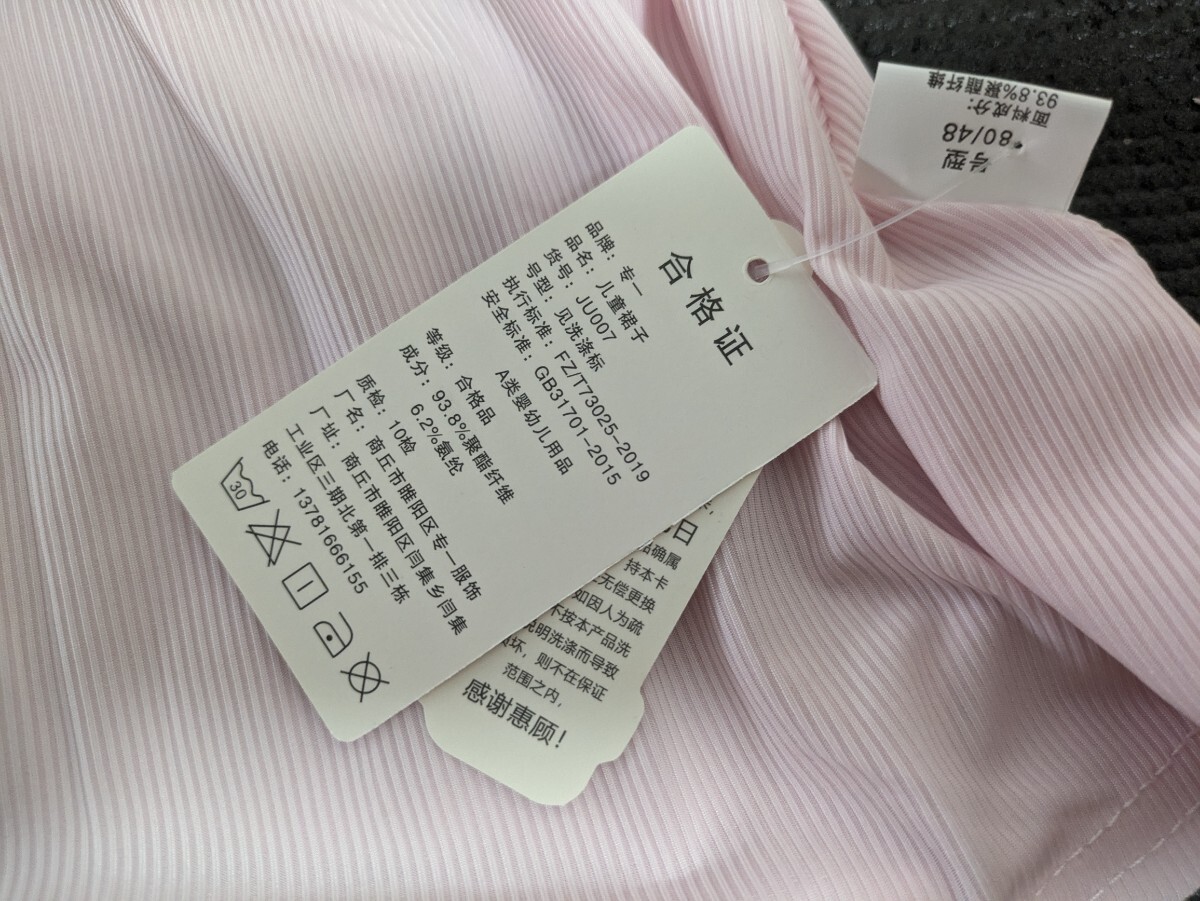 合格证
品牌：专一
品名：儿童裙子
货号：JU007
号型：见洗涤标
执行标准：FZ/T73025-2019
安全标准：GB31701-2015
A类婴幼儿用品
等级：合格品
成分：93.8%聚酯纤维
6.2%氨纶
质检：10检
厂名：商丘市睢阳区专一服饰
厂址：商丘市睢阳区闫集乡闫集
工业区三期北第一排三栋
电话：13781666155
30
号型
80/48
面料成分：
93.8%聚酯纤维
日
确属
持本卡
无偿更换
如因人为疏
不按本产品洗
说明洗涤而导致
损坏，则不在保证
范围之内，
感谢惠顾！